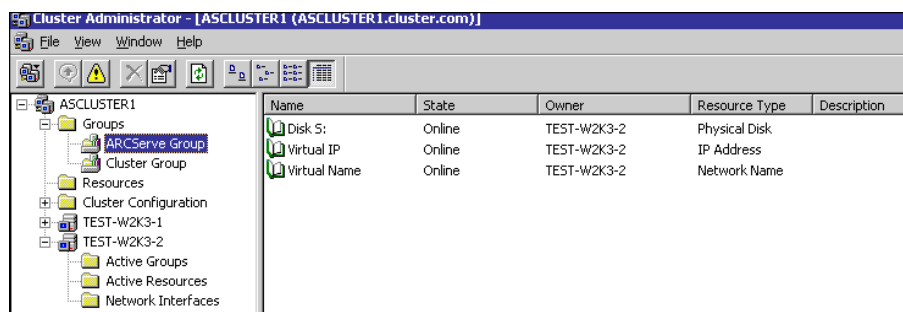 Cluster Administrator - [ASCLUSTER1 (ASCLUSTER1.cluster.com)]
File View Window Help
ASCLUSTER1
Groups
ARCServe Group
Cluster Group
Resources
Cluster Configuration
TEST-W2K3-1
TEST-W2K3-2
Active Groups
Active Resources
Network Interfaces
Name State Owner Resource Type Description
Disk S: Online TEST-W2K3-2 Physical Disk
Virtual IP Online TEST-W2K3-2 IP Address
Virtual Name Online TEST-W2K3-2 Network Name